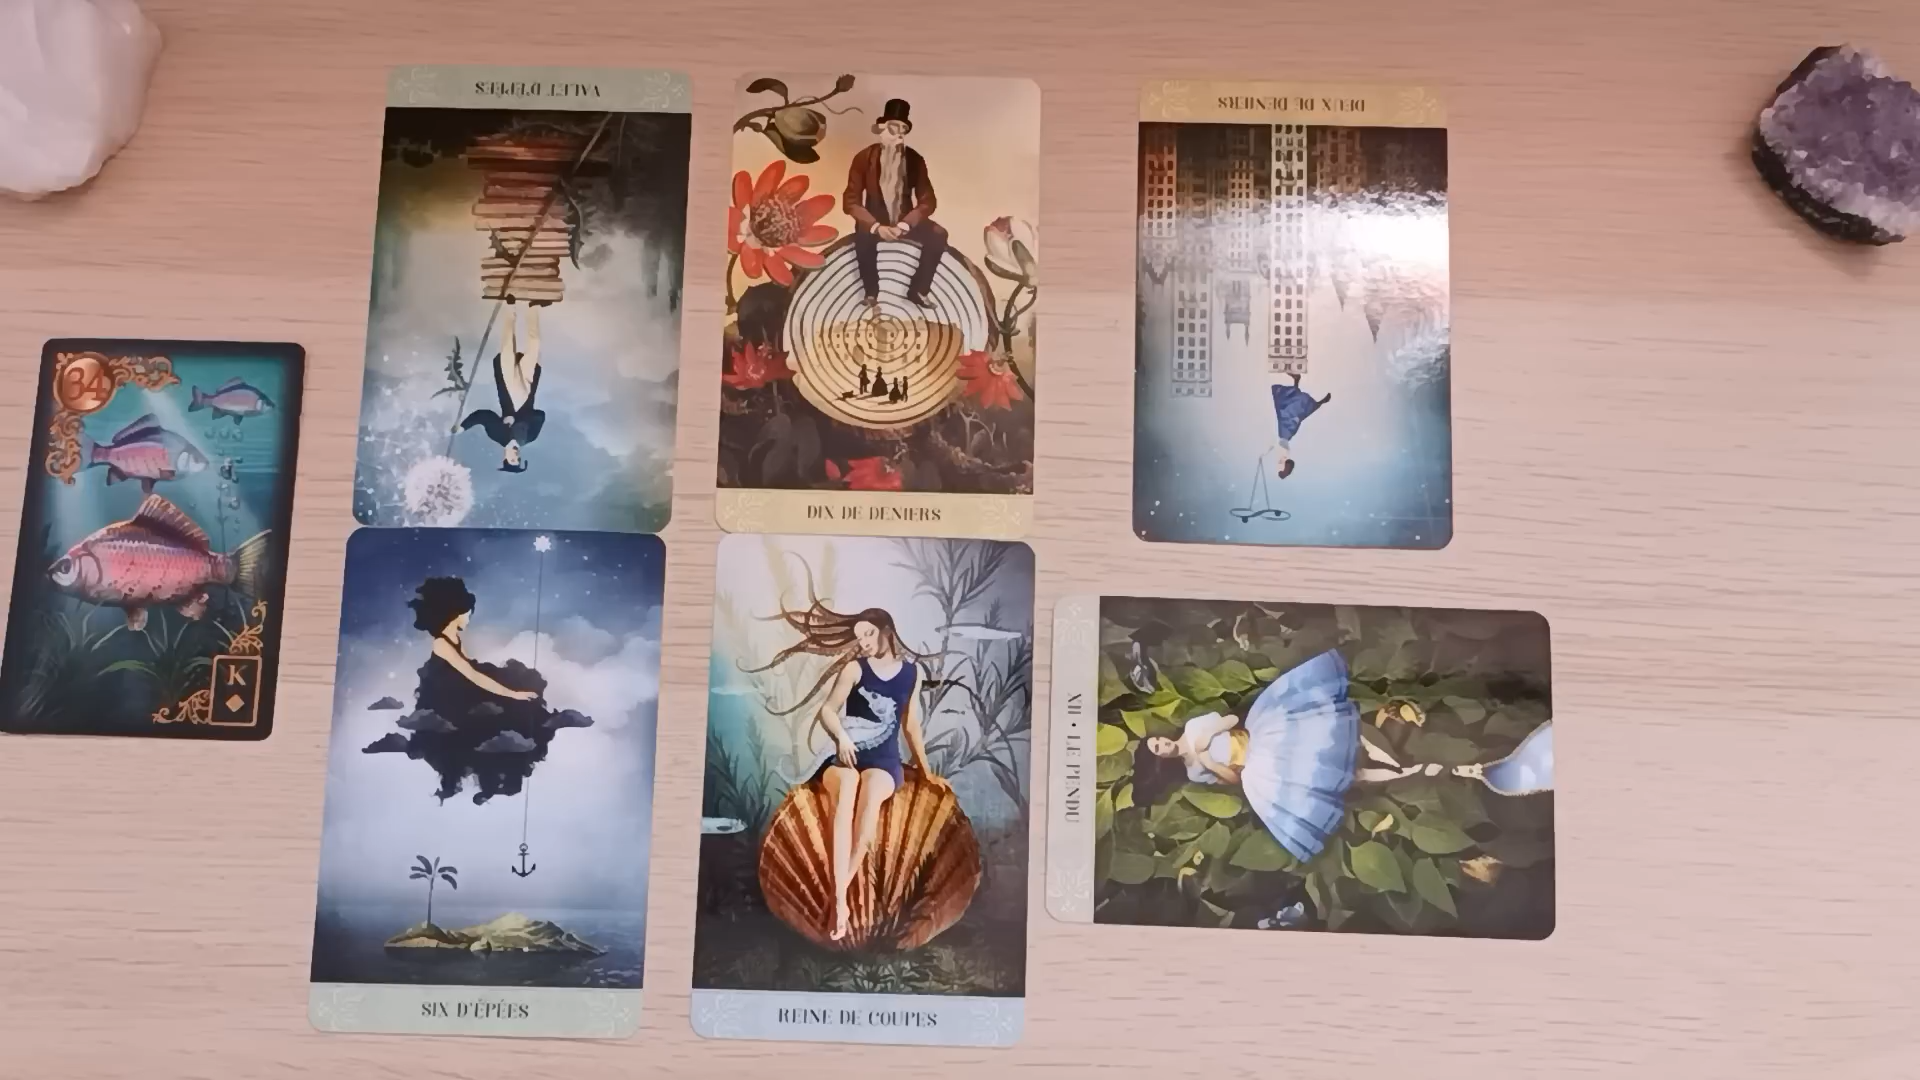 VALET D'ÉPÉES
DEUX DE DENIERS
DIX DE DENIERS
34
K
XII • LE PENDU
SIX D'ÉPÉES
REINE DE COUPES